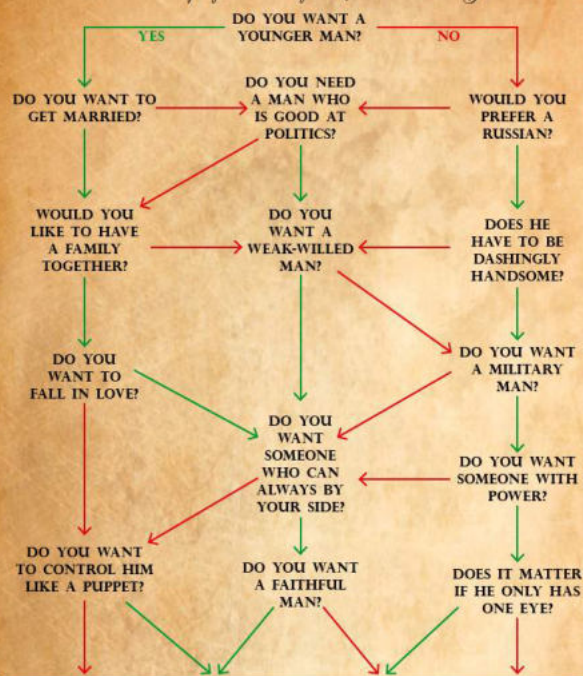 DO YOU WANT A
YOUNGER MAN?
YES
NO
DO YOU WANT TO
GET MARRIED?
DO YOU NEED
A MAN WHO
IS GOOD AT
POLITICS?
WOULD YOU
PREFER A
RUSSIAN?
WOULD YOU
LIKE TO HAVE
A FAMILY
TOGETHER?
DO YOU
WANT A
WEAK-WILLED
MAN?
DOES HE
HAVE TO BE
DASHINGLY
HANDSOME?
DO YOU
WANT TO
FALL IN LOVE?
DO YOU WANT
A MILITARY
MAN?
DO YOU
WANT
SOMEONE
WHO CAN
ALWAYS BY
YOUR SIDE?
DO YOU WANT
SOMEONE WITH
POWER?
DO YOU WANT
TO CONTROL HIM
LIKE A PUPPET?
DO YOU WANT
A FAITHFUL
MAN?
DOES IT MATTER
IF HE ONLY HAS
ONE EYE?